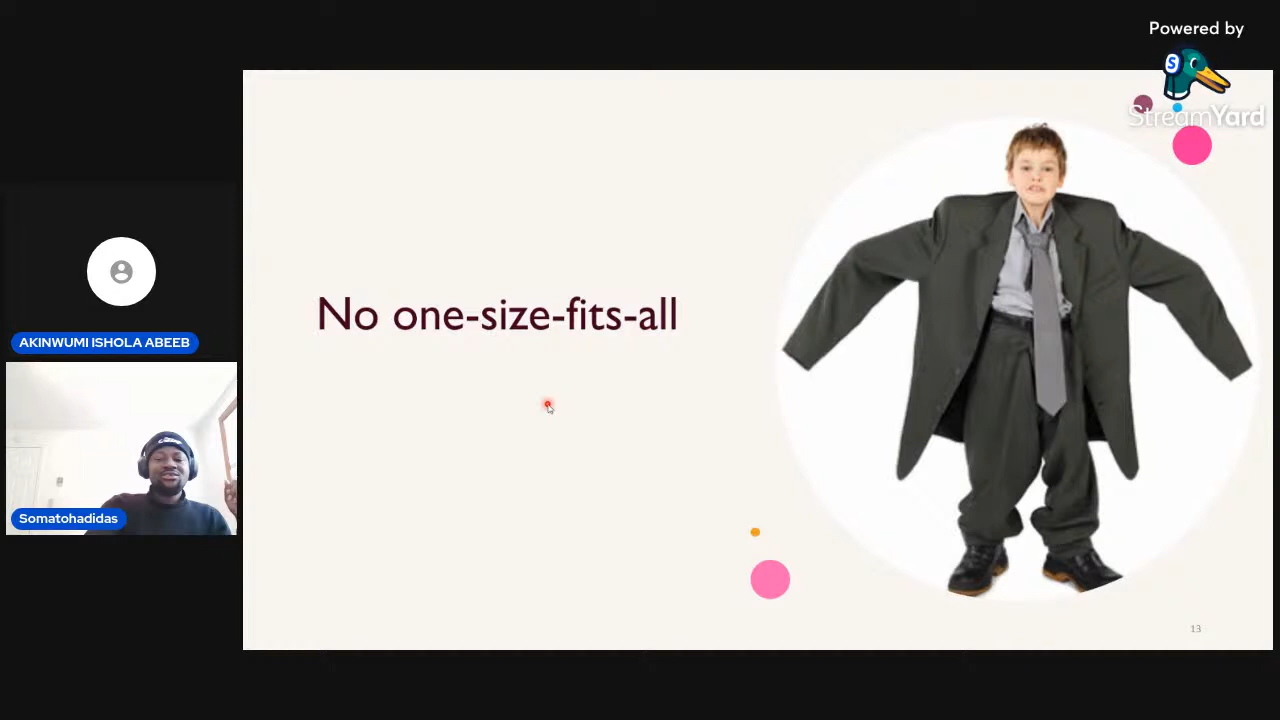 Powered by
StreamYard
No one-size-fits-all
AKINWUMI ISHOLA ABEEB
Somatohadidas
13